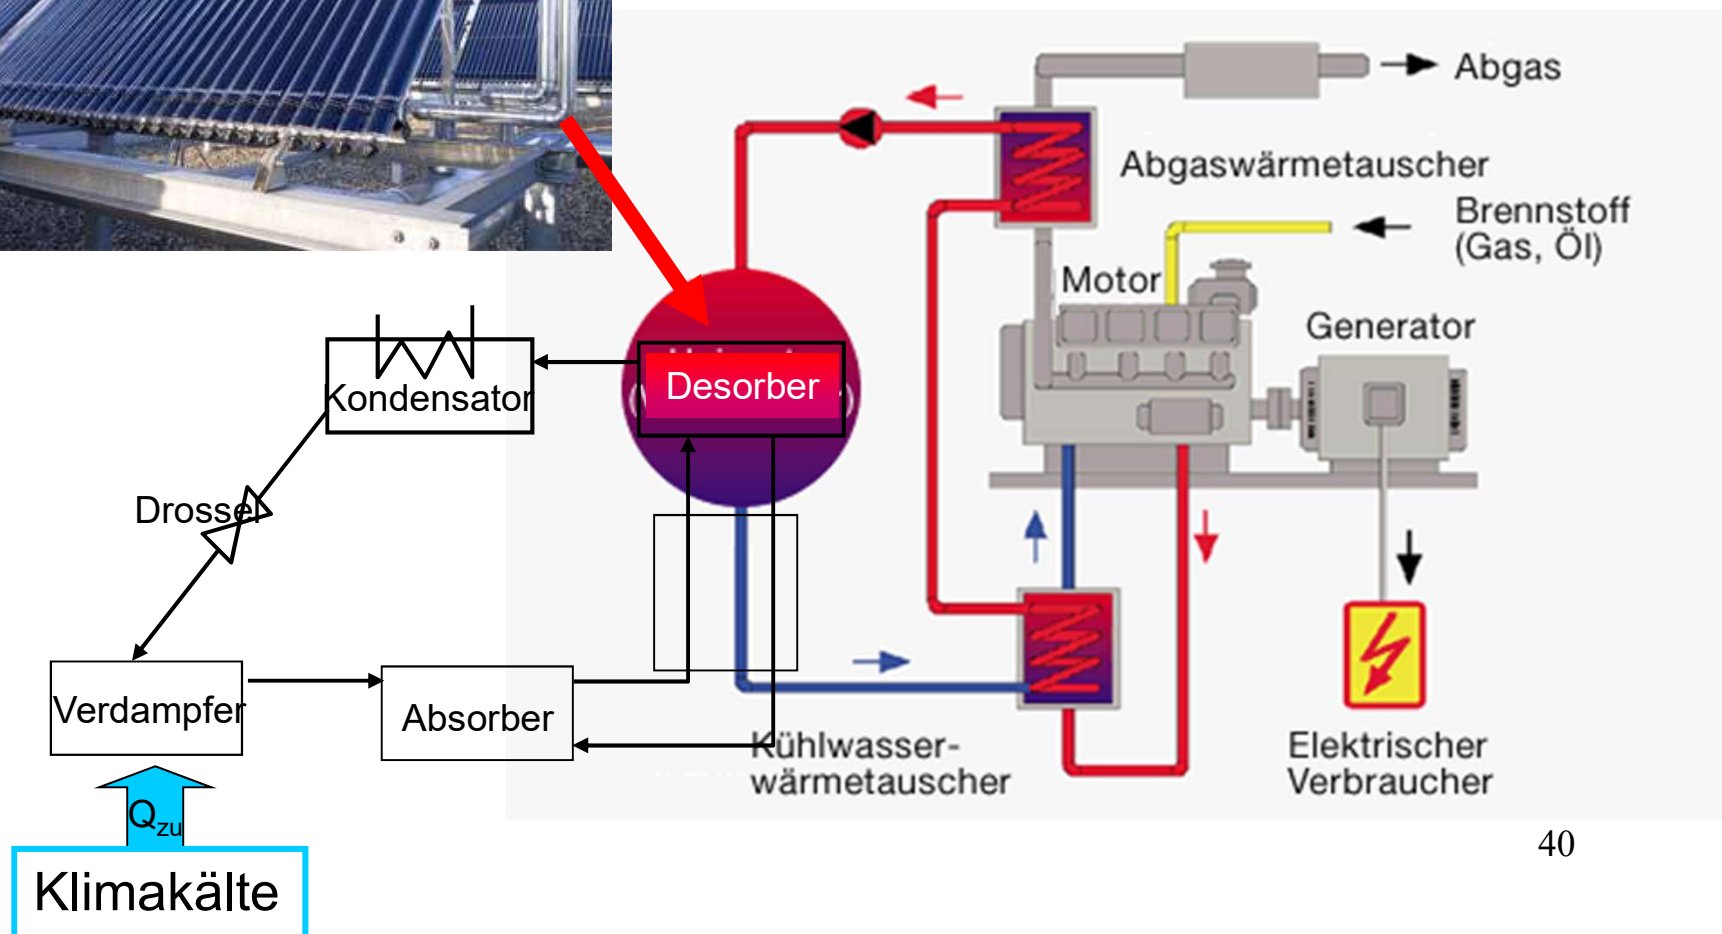 Abgas
Abgaswärmetauscher
Brennstoff
(Gas, Öl)
Motor
Generator
Desorber
Kondensator
Drossel
Verdampfer
Absorber
Kühlwasser-
wärmetauscher
Elektrischer
Verbraucher
Qzu
Klimakälte
40